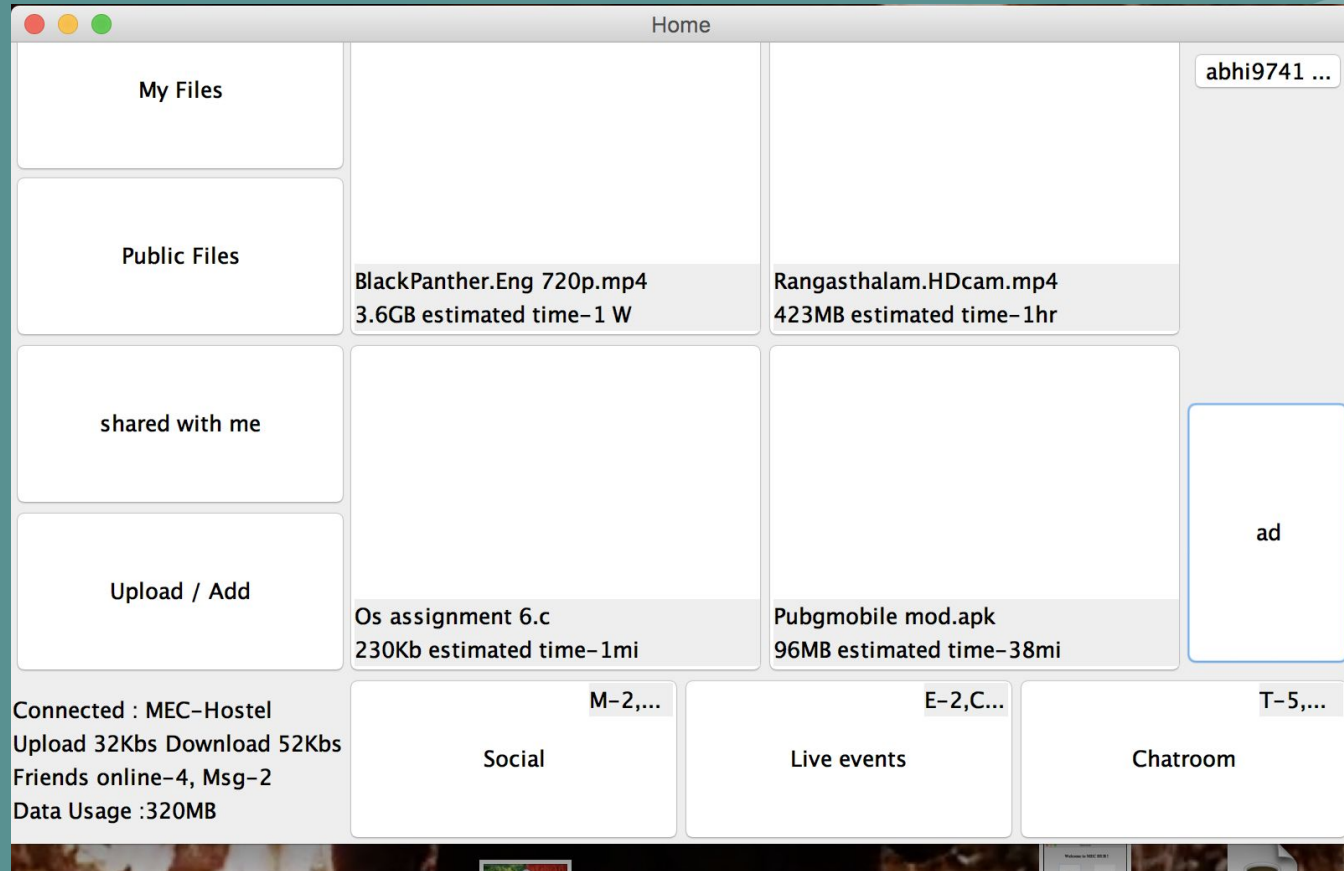 Home
My Files
abhi9741 ...
Public Files
BlackPanther.Eng 720p.mp4
3.6GB estimated time-1 W
Rangasthalam.HDcam.mp4
423MB estimated time-1hr
shared with me
ad
Upload / Add
Os assignment 6.c
230Kb estimated time-1mi
Pubgmobile mod.apk
96MB estimated time-38mi
Connected : MEC-Hostel
Upload 32Kbs Download 52Kbs
Friends online-4, Msg-2
Data Usage :320MB
M-2,...
Social
E-2,C...
Live events
T-5,...
Chatroom